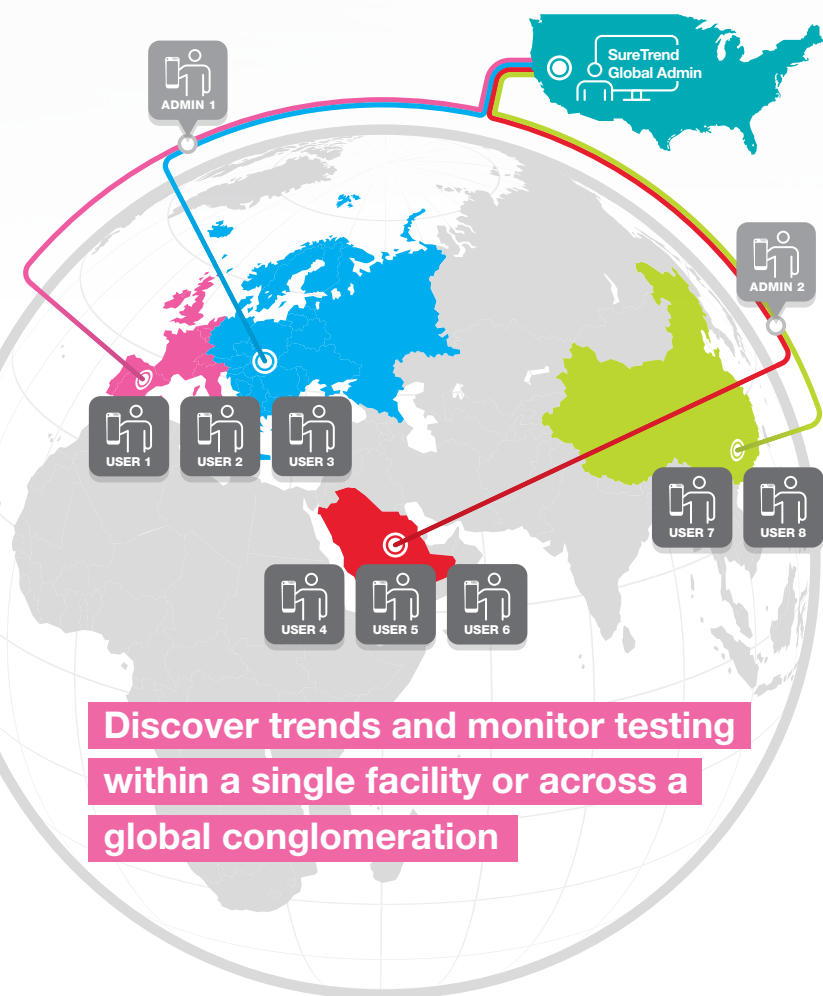 SureTrend
Global Admin
ADMIN 1
ADMIN 2
USER 1
USER 2
USER 3
USER 7
USER 8
USER 4
USER 5
USER 6
Discover trends and monitor testing
within a single facility or across a
global conglomeration